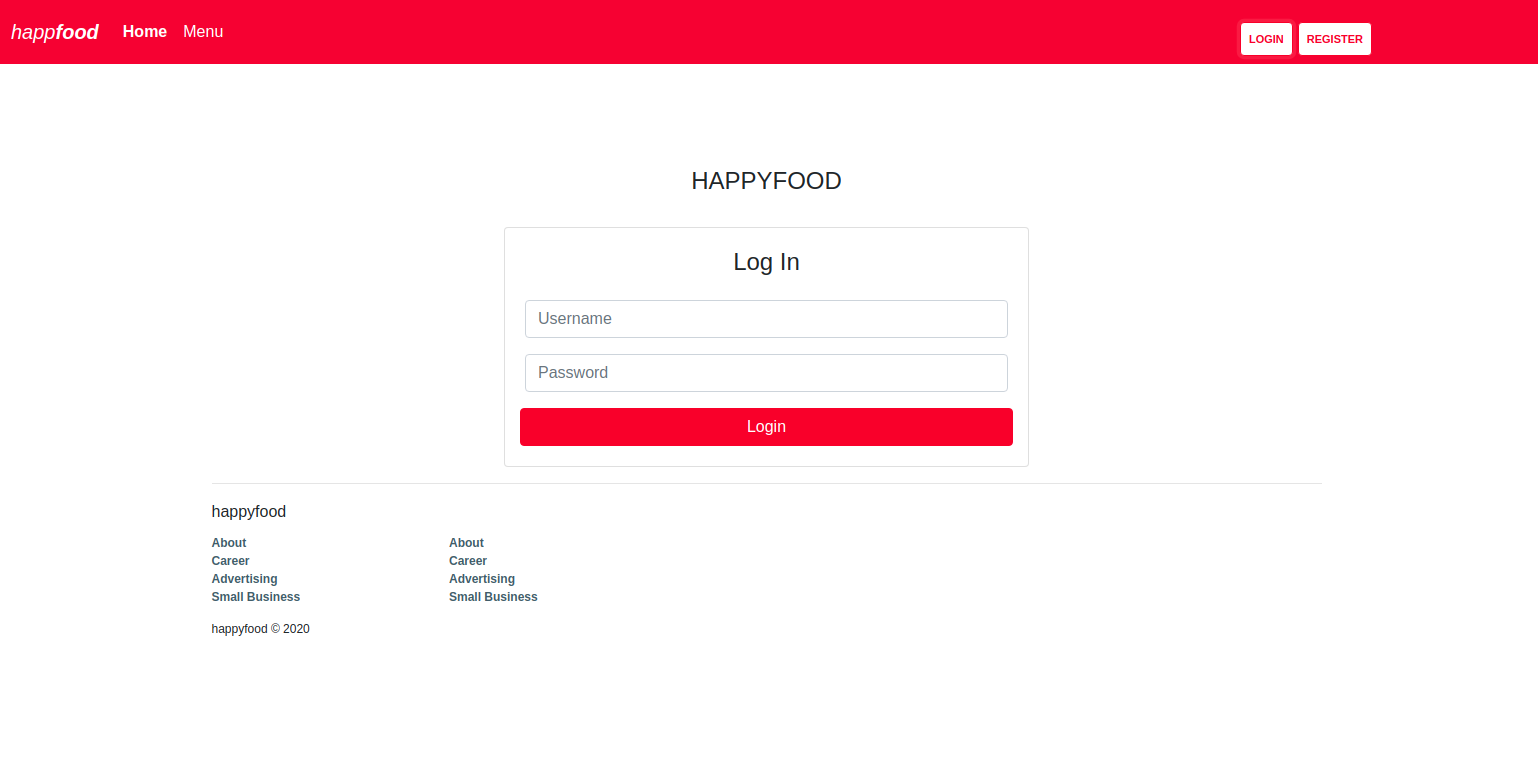 happfood Home Menu LOGIN REGISTER
HAPPYFOOD
Log In
Username
Password
Login
happyfood
About About
Career Career
Advertising Advertising
Small Business Small Business
happyfood © 2020